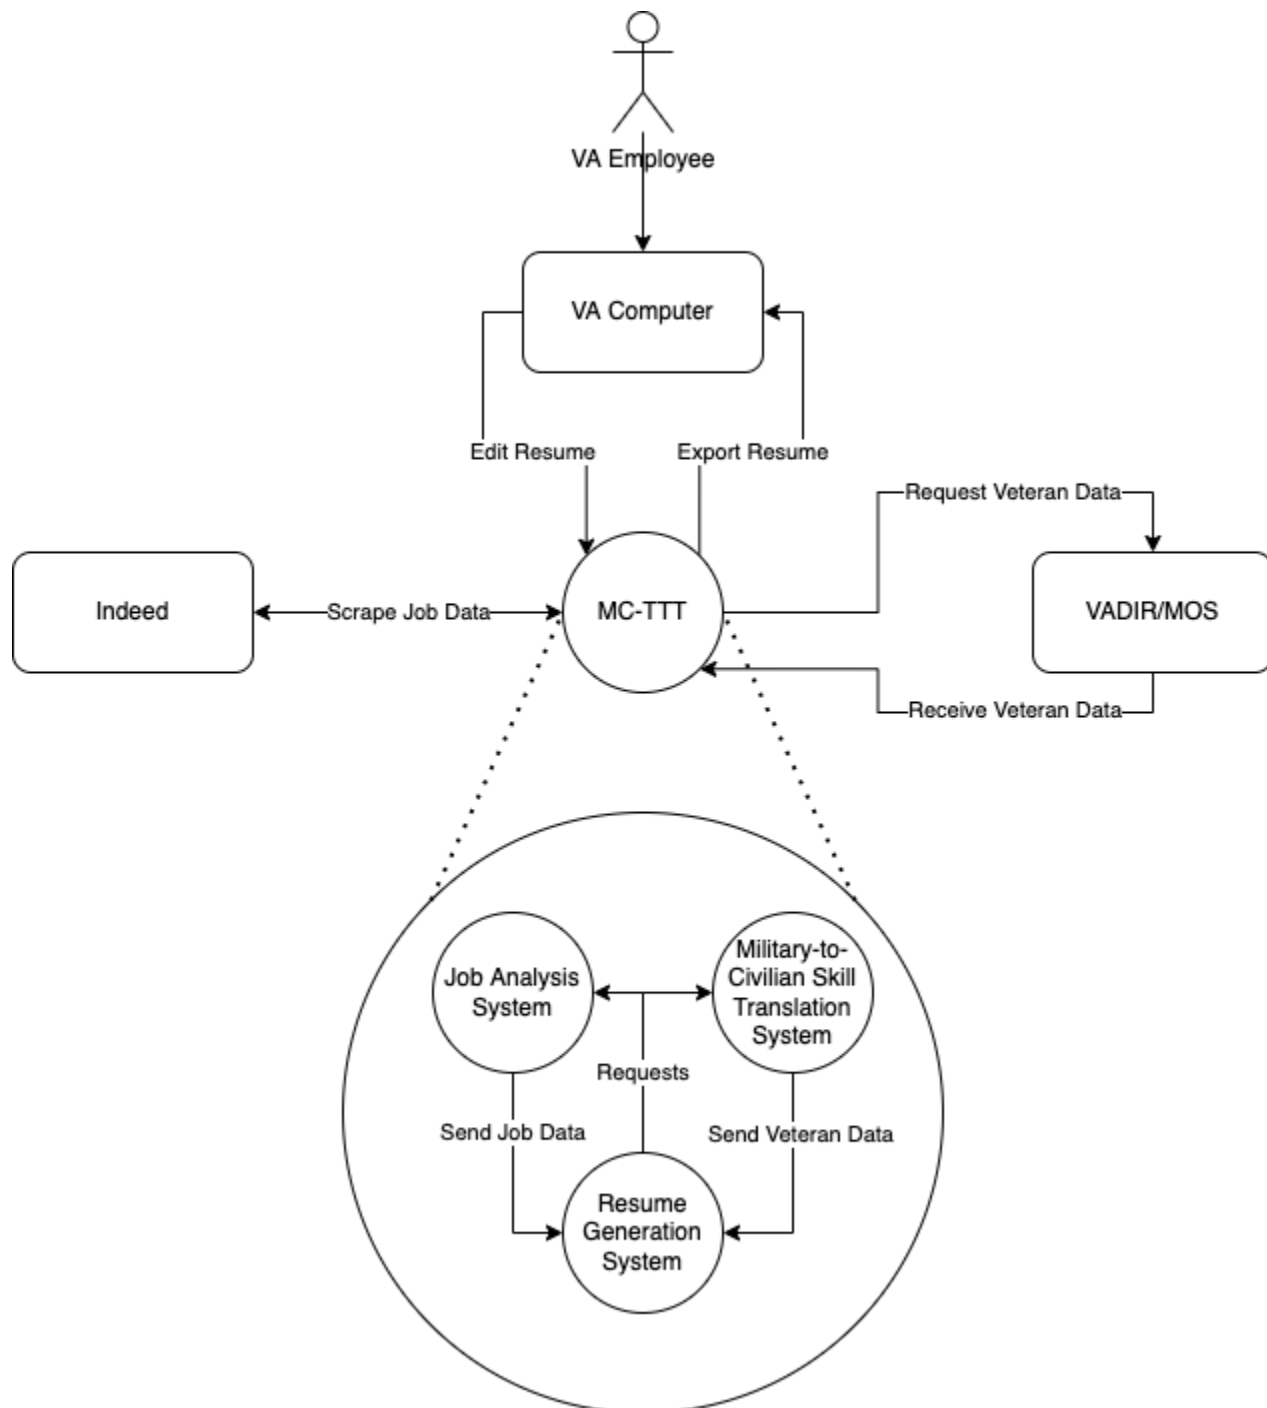 VA Employee
VA Computer
Edit Resume
Export Resume
Request Veteran Data
Indeed
Scrape Job Data
MC-TTT
VADIR/MOS
Receive Veteran Data
Job Analysis
System
Military-to-
Civilian Skill
Translation
System
Requests
Send Job Data
Send Veteran Data
Resume
Generation
System